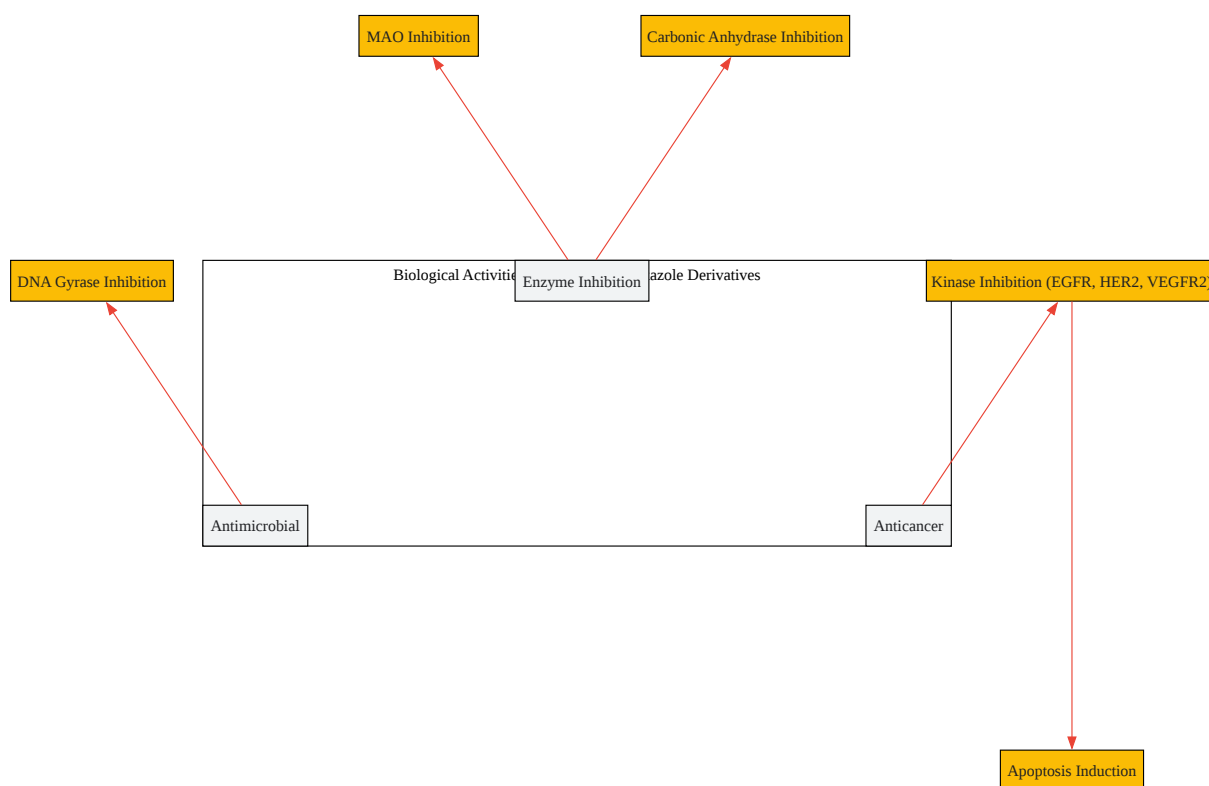 MAO Inhibition
Carbonic Anhydrase Inhibition
DNA Gyrase Inhibition
Biological Activitie
Enzyme Inhibition
azole Derivatives
Kinase Inhibition (EGFR, HER2, VEGFR2)
Antimicrobial
Anticancer
Apoptosis Induction